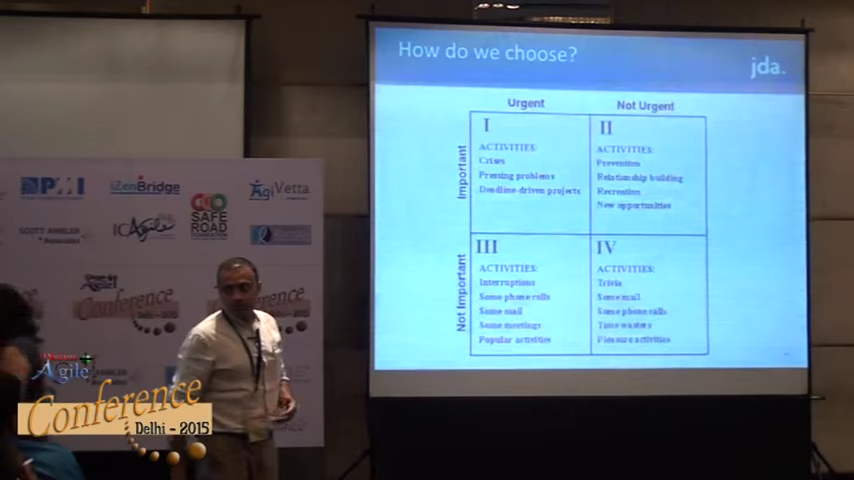 How do we choose?
jda.
Urgent
Not Urgent
Important
I
ACTIVITIES:
Crises
Pressing problems
Deadline-driven projects
II
ACTIVITIES:
Prevention
Relationship building
Recreation
New opportunities
Not Important
III
ACTIVITIES:
Interruptions
Some phone calls
Some mail
Some meetings
Popular activities
IV
ACTIVITIES:
Trivia
Some mail
Some phone calls
Time wasters
Pleasure activities
PMI
iZenBridge
SAFE
ROAD
AgiVetta
SCOTT AMBLER
+ Associates
ICAgile
Conference
Delhi - 2015
Agile
Conference
Delhi - 2015